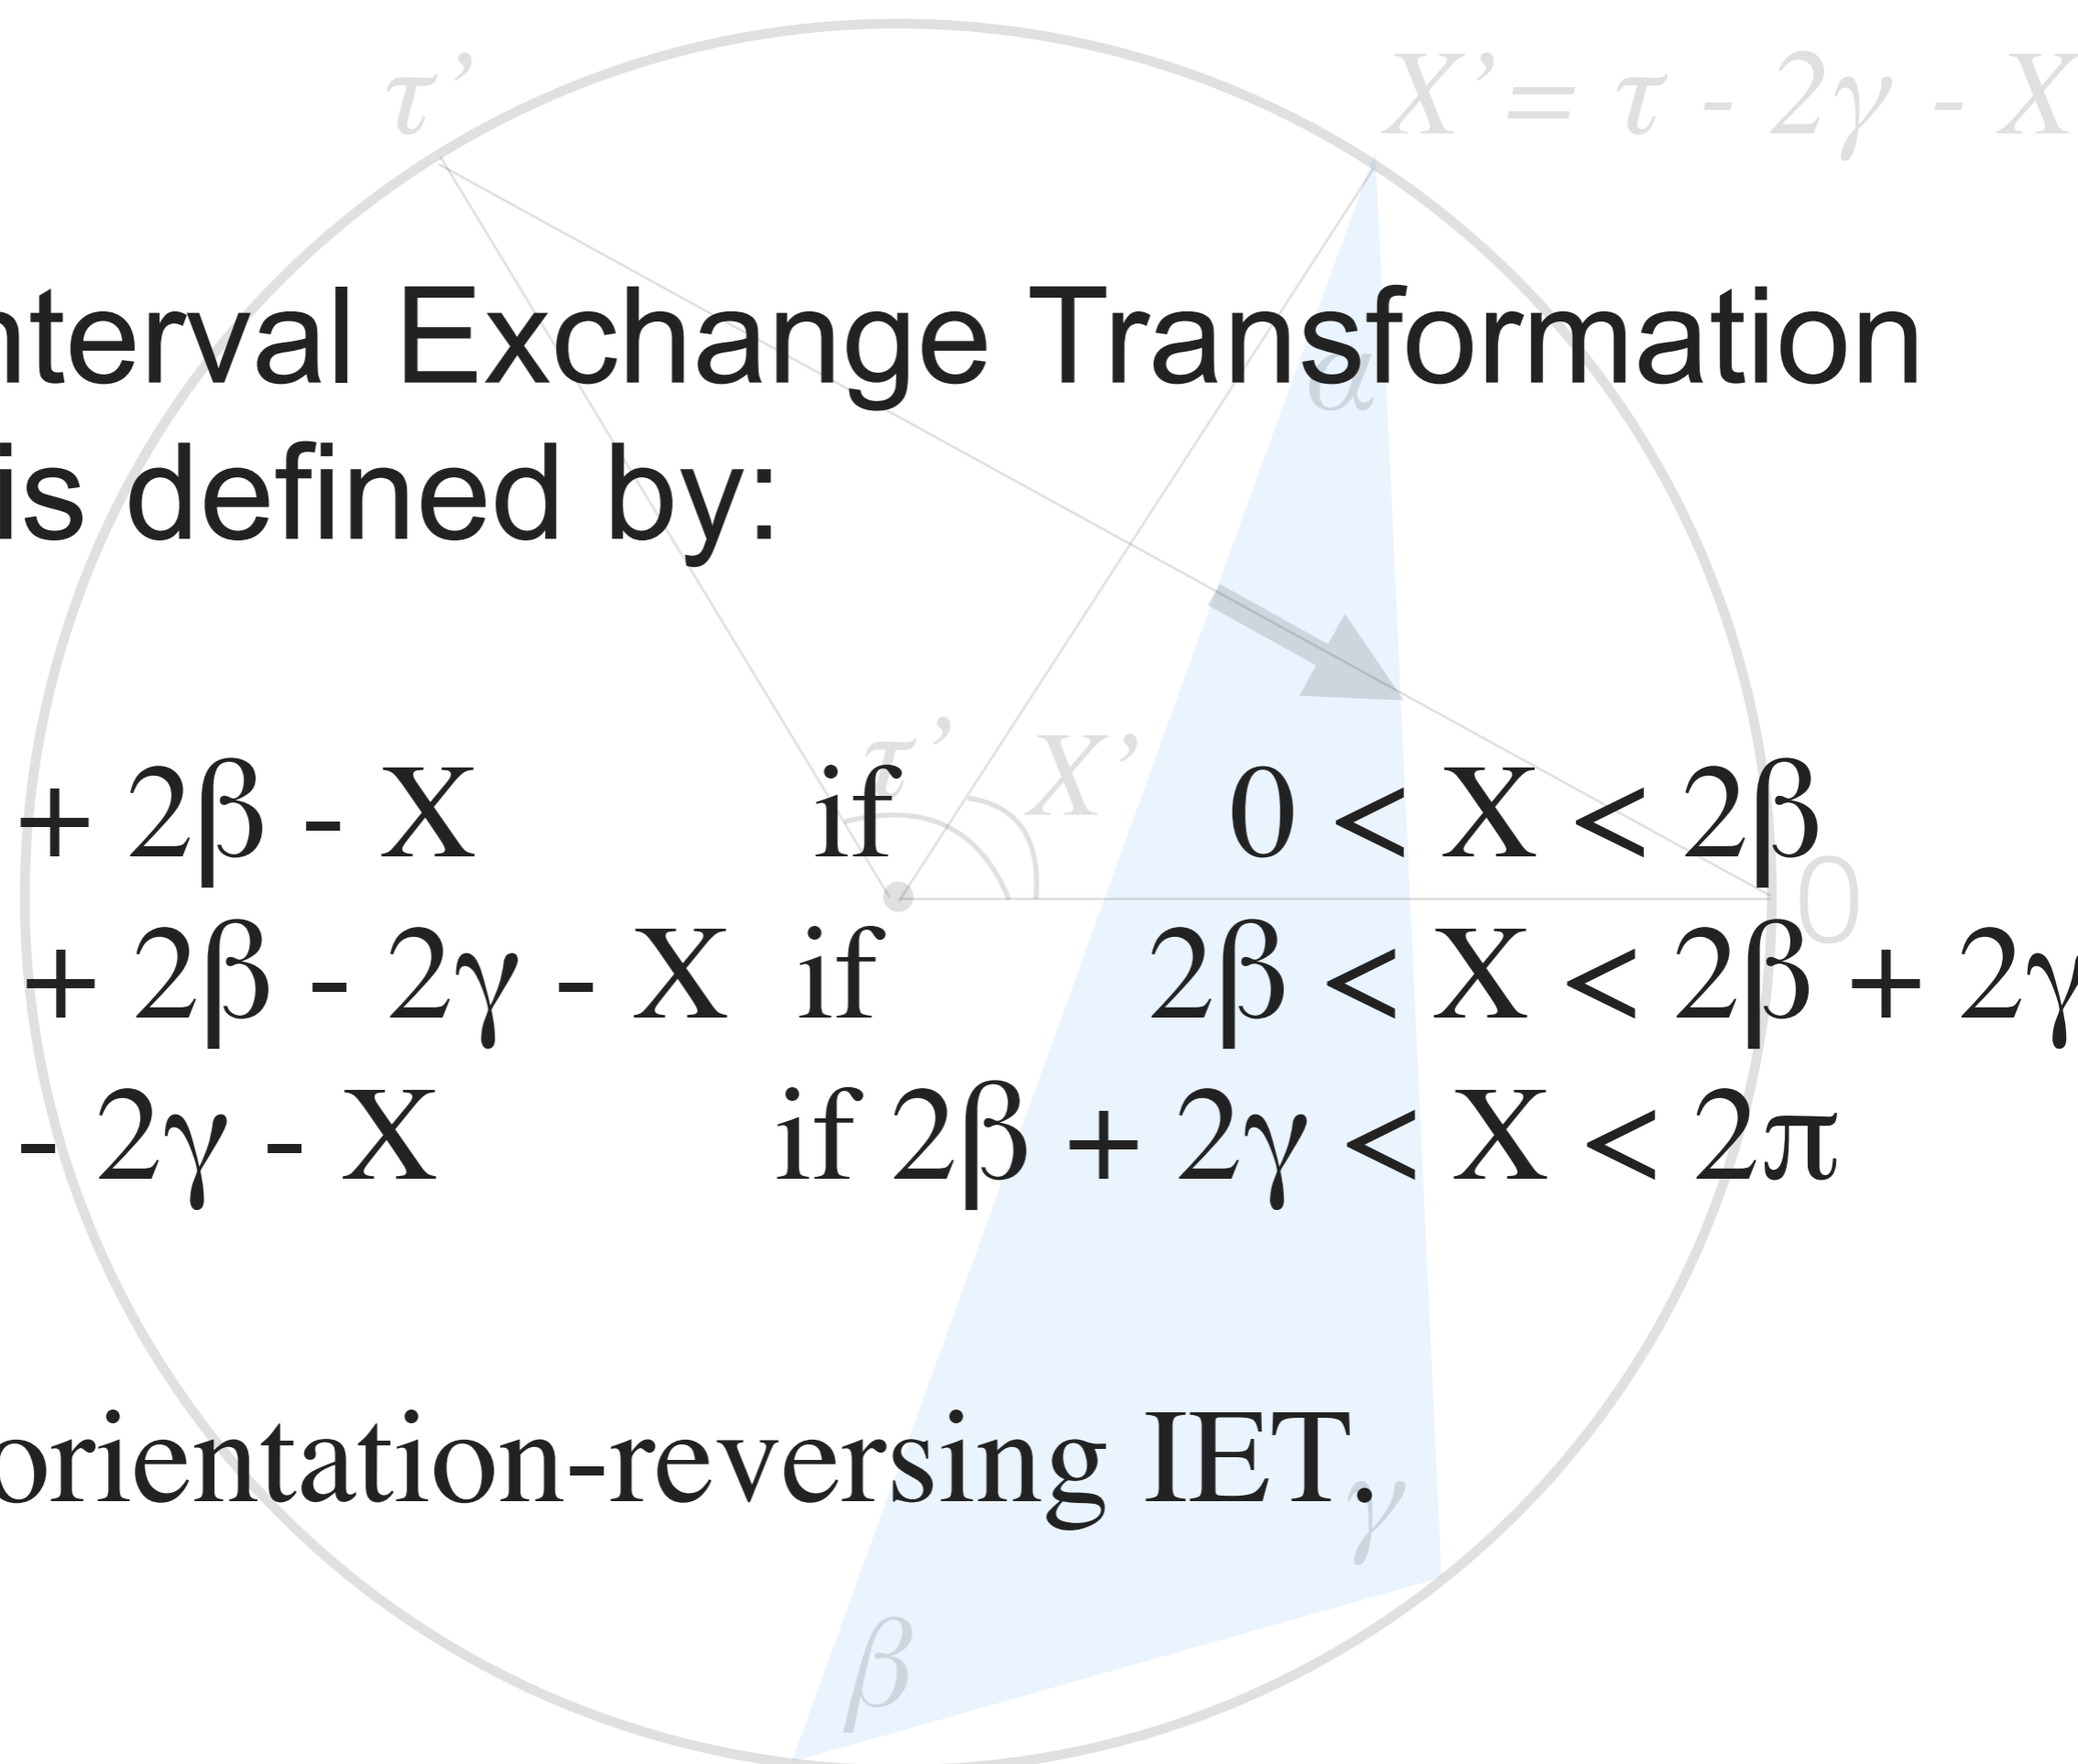 τ’
X’= τ - 2γ - X
nterval Exchange Transformation
α
is defined by:
τ’ X’
+ 2β - X if 0 < X < 2β
0
+ 2β - 2γ - X if 2β < X < 2β + 2γ
- 2γ - X if 2β + 2γ < X < 2π
orientation-reversing IET.
γ
β